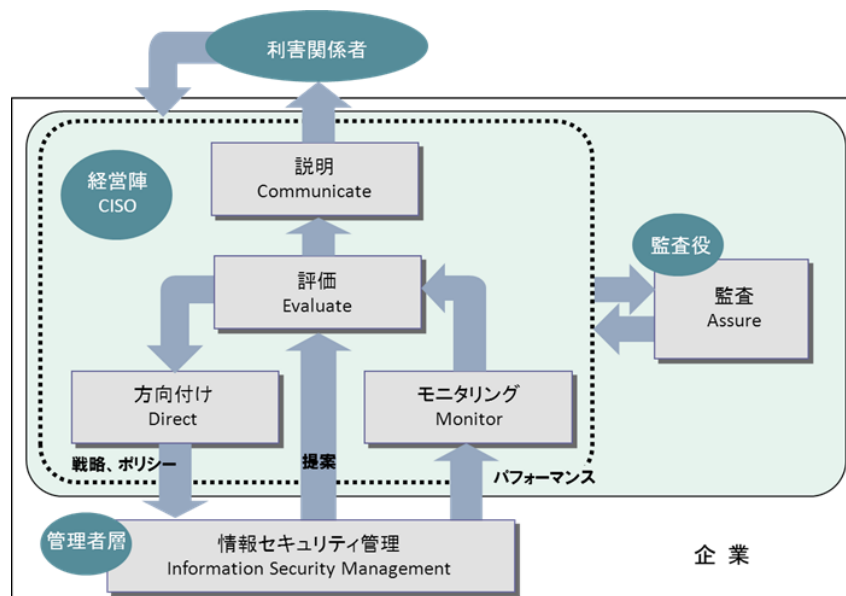 利害関係者
説明
Communicate
経営陣
CISO
監査役
評価
Evaluate
監査
Assure
方向付け
Direct
モニタリング
Monitor
戦略、ポリシー
提案
パフォーマンス
管理者層
情報セキュリティ管理
Information Security Management
企 業